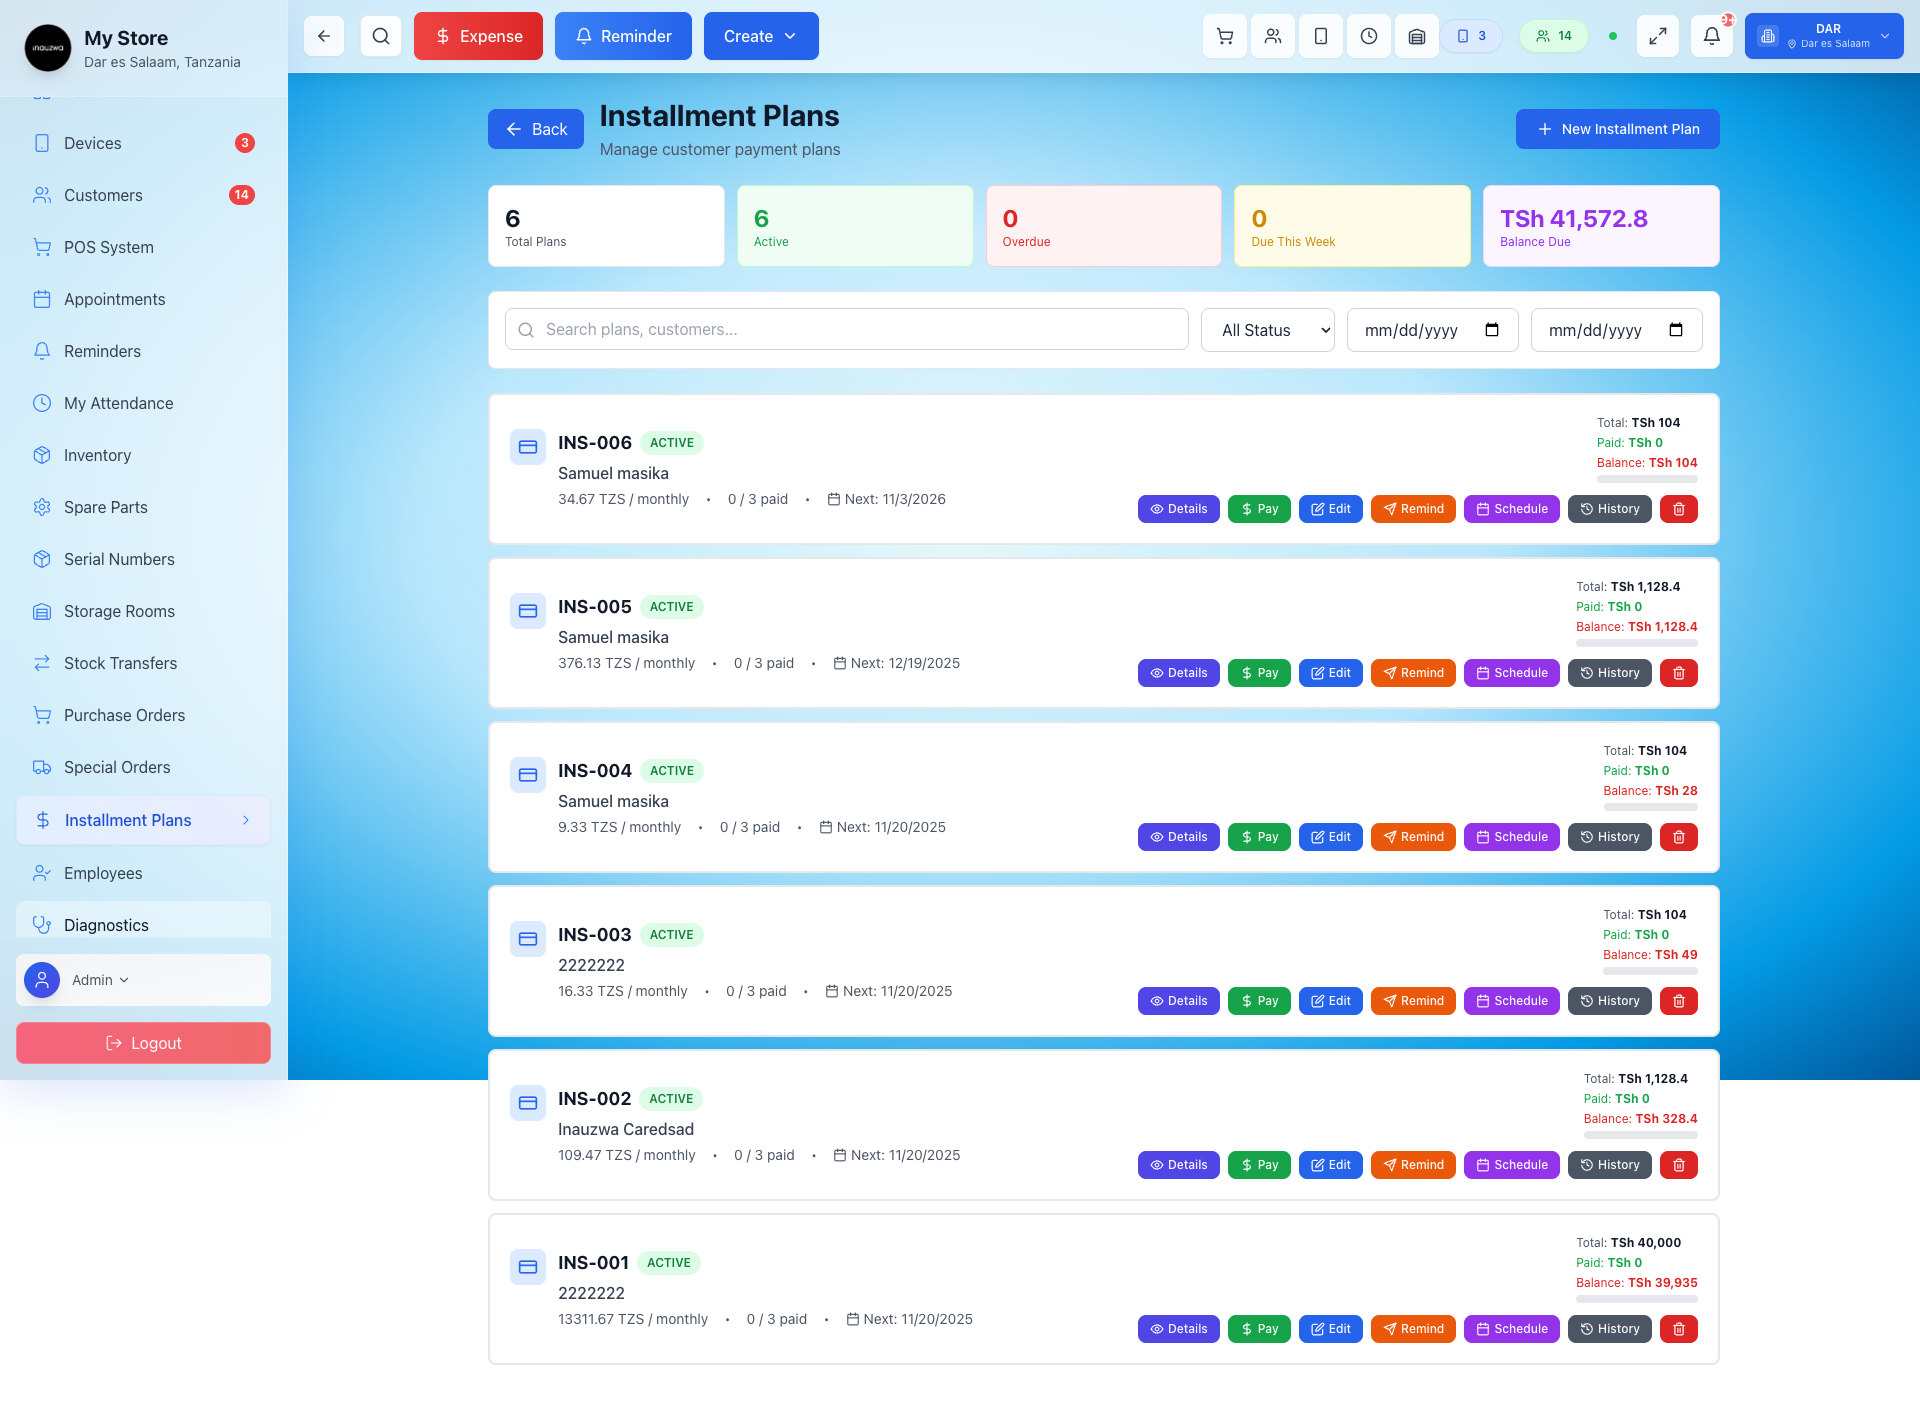 inauzwa
My Store
Dar es Salaam, Tanzania
Devices 3
Customers 14
POS System
Appointments
Reminders
My Attendance
Inventory
Spare Parts
Serial Numbers
Storage Rooms
Stock Transfers
Purchase Orders
Special Orders
Installment Plans
Employees
Diagnostics
Admin
Logout
Expense
Reminder
Create
3
14
9+
DAR
Dar es Salaam
Back
Installment Plans
Manage customer payment plans
New Installment Plan
6
Total Plans
6
Active
0
Overdue
0
Due This Week
TSh 41,572.8
Balance Due
Search plans, customers...
All Status
mm/dd/yyyy
mm/dd/yyyy
INS-006 ACTIVE
Samuel masika
34.67 TZS / monthly • 0 / 3 paid • Next: 11/3/2026
Total: TSh 104
Paid: TSh 0
Balance: TSh 104
Details Pay Edit Remind Schedule History
INS-005 ACTIVE
Samuel masika
376.13 TZS / monthly • 0 / 3 paid • Next: 12/19/2025
Total: TSh 1,128.4
Paid: TSh 0
Balance: TSh 1,128.4
Details Pay Edit Remind Schedule History
INS-004 ACTIVE
Samuel masika
9.33 TZS / monthly • 0 / 3 paid • Next: 11/20/2025
Total: TSh 104
Paid: TSh 0
Balance: TSh 28
Details Pay Edit Remind Schedule History
INS-003 ACTIVE
2222222
16.33 TZS / monthly • 0 / 3 paid • Next: 11/20/2025
Total: TSh 104
Paid: TSh 0
Balance: TSh 49
Details Pay Edit Remind Schedule History
INS-002 ACTIVE
Inauzwa Caredsad
109.47 TZS / monthly • 0 / 3 paid • Next: 11/20/2025
Total: TSh 1,128.4
Paid: TSh 0
Balance: TSh 328.4
Details Pay Edit Remind Schedule History
INS-001 ACTIVE
2222222
13311.67 TZS / monthly • 0 / 3 paid • Next: 11/20/2025
Total: TSh 40,000
Paid: TSh 0
Balance: TSh 39,935
Details Pay Edit Remind Schedule History